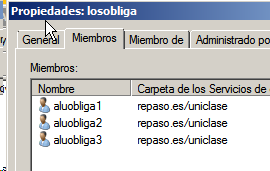 Propiedades: losobliga
General Miembros Miembro de Administrado po
Miembros:
Nombre Carpeta de los Servicios de
aluobliga1 repaso.es/uniclase
aluobliga2 repaso.es/uniclase
aluobliga3 repaso.es/uniclase